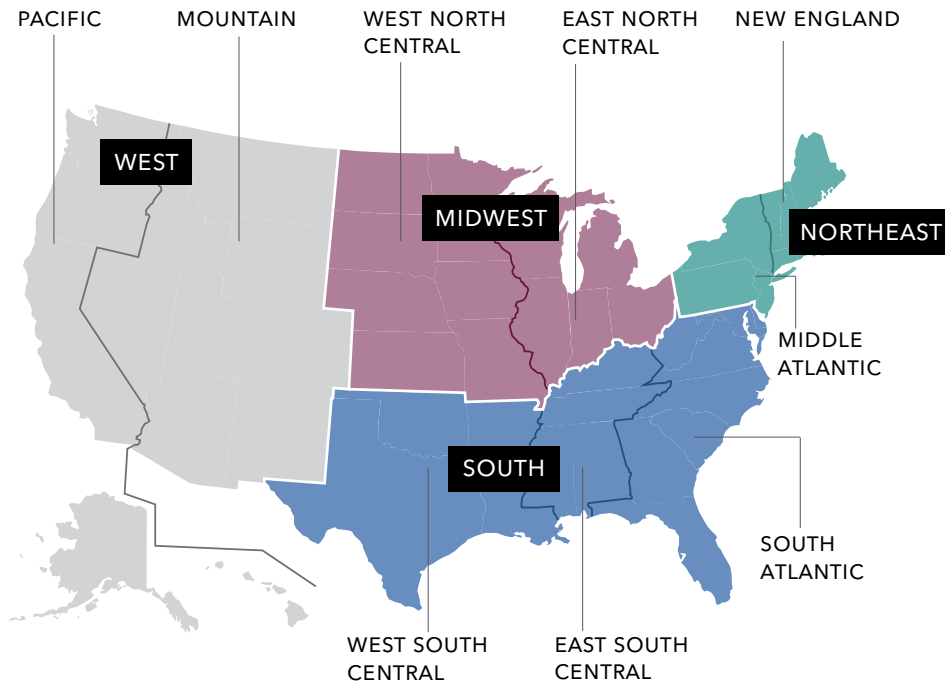 PACIFIC
MOUNTAIN
WEST NORTH
CENTRAL
EAST NORTH
CENTRAL
NEW ENGLAND
WEST
MIDWEST
NORTHEAST
MIDDLE
ATLANTIC
SOUTH
SOUTH
ATLANTIC
WEST SOUTH
CENTRAL
EAST SOUTH
CENTRAL